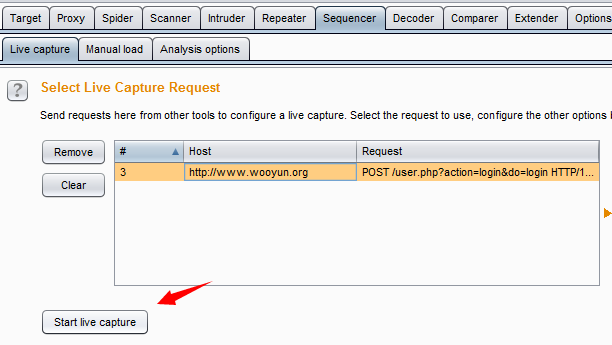 Target Proxy Spider Scanner Intruder Repeater Sequencer Decoder Comparer Extender Options
Live capture Manual load Analysis options
? Select Live Capture Request
Send requests here from other tools to configure a live capture. Select the request to use, configure the other options
Remove
Clear
# Host Request
3 http://www.wooyun.org POST /user.php?action=login&do=login HTTP/1...
Start live capture